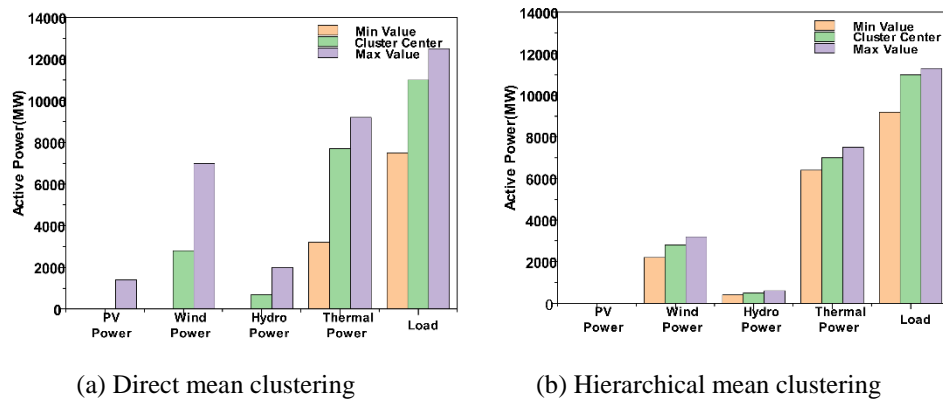 14000
12000
10000
8000
6000
4000
2000
0
Active Power(MW)
Min Value
Cluster Center
Max Value
PV Power
Wind Power
Hydro Power
Thermal Power
Load
(a) Direct mean clustering
14000
12000
10000
8000
6000
4000
2000
0
Active Power(MW)
Min Value
Cluster Center
Max Value
PV Power
Wind Power
Hydro Power
Thermal Power
Load
(b) Hierarchical mean clustering